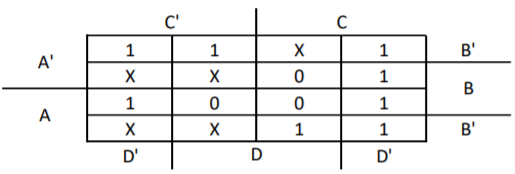 C' C
A' 1 1 X 1 B'
X X 0 1 B
A 1 0 0 1
X X 1 1 B'
D' D D'